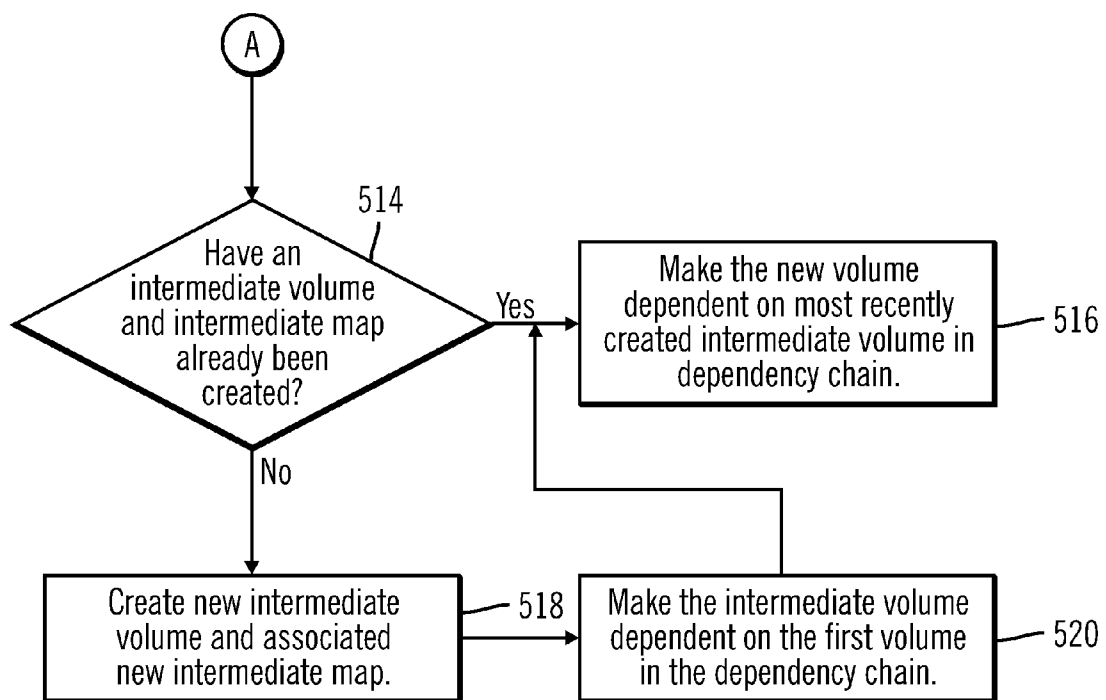 A
514
Have an
intermediate volume
and intermediate map
already been
created?
Yes
Make the new volume
dependent on most recently
created intermediate volume in
dependency chain.
516
No
Create new intermediate
volume and associated
new intermediate map.
518
Make the intermediate volume
dependent on the first volume
in the dependency chain.
520